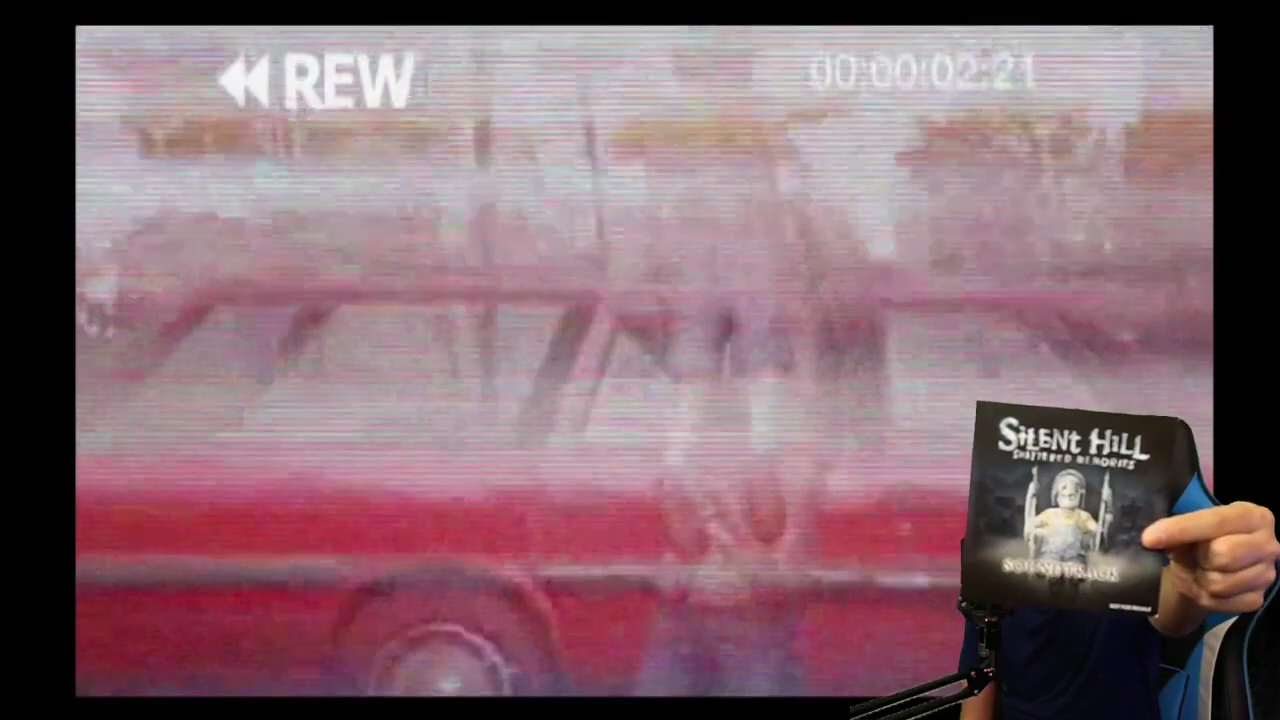 REW
00:00:02:21
SILENT HILL
SHATTERED MEMORIES
SOUNDTRACK